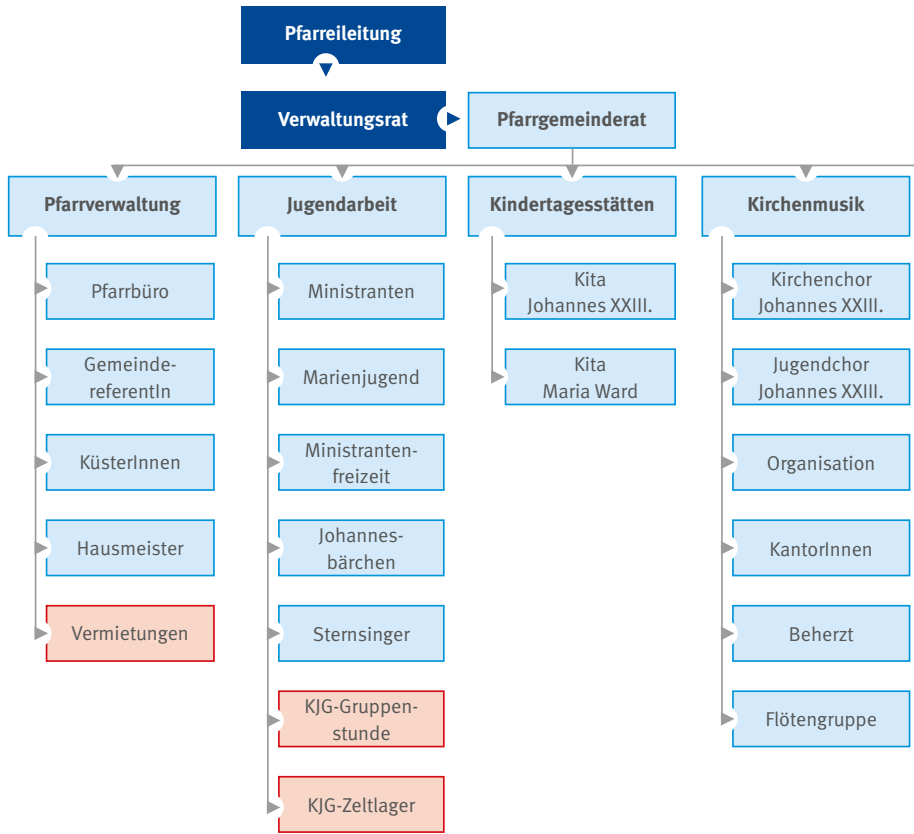 Pfarreileitung
Verwaltungsrat
Pfarrgemeinderat
Pfarrverwaltung
Jugendarbeit
Kindertagesstätten
Kirchenmusik
Pfarrbüro
Gemeinde-
referentIn
KüsterInnen
Hausmeister
Vermietungen
Ministranten
Marienjugend
Ministranten-
freizeit
Johannes-
bärchen
Sternsinger
KJG-Gruppen-
stunde
KJG-Zeltlager
Kita
Johannes XXIII.
Kita
Maria Ward
Kirchenchor
Johannes XXIII.
Jugendchor
Johannes XXIII.
Organisation
KantorInnen
Beherzt
Flötengruppe